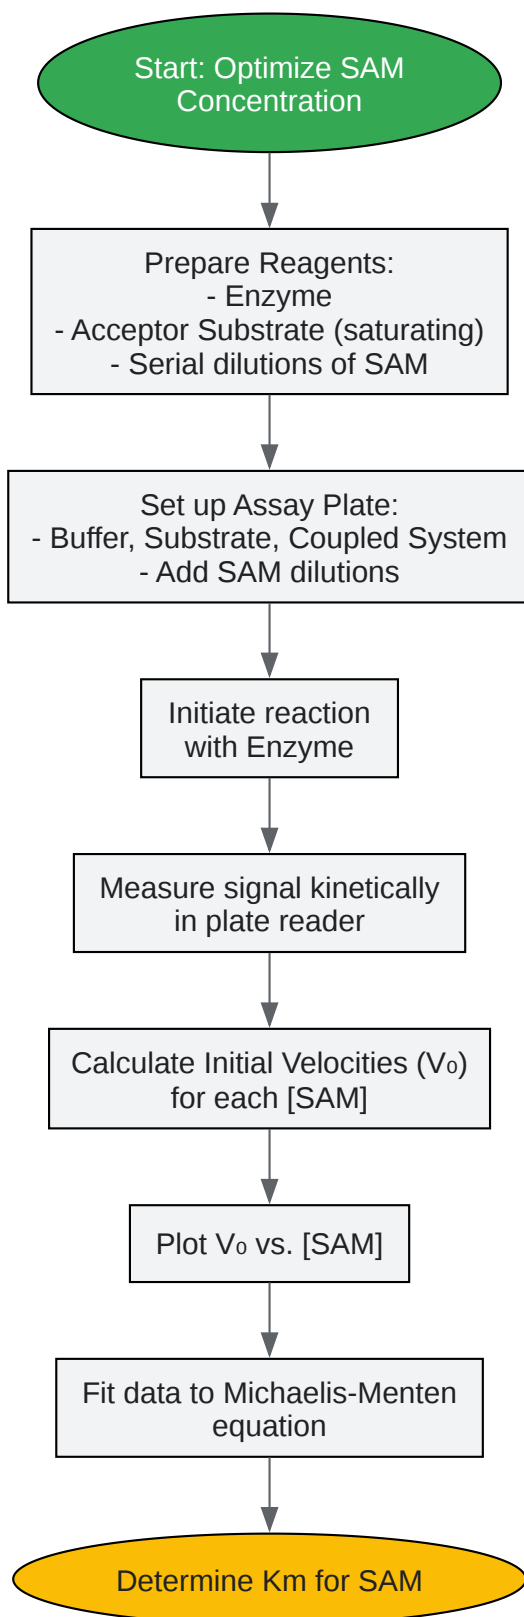 Start: Optimize SAM
Concentration
Prepare Reagents:
- Enzyme
- Acceptor Substrate (saturating)
- Serial dilutions of SAM
Set up Assay Plate:
- Buffer, Substrate, Coupled System
- Add SAM dilutions
Initiate reaction
with Enzyme
Measure signal kinetically
in plate reader
Calculate Initial Velocities (V₀)
for each [SAM]
Plot V₀ vs. [SAM]
Fit data to Michaelis-Menten
equation
Determine Km for SAM